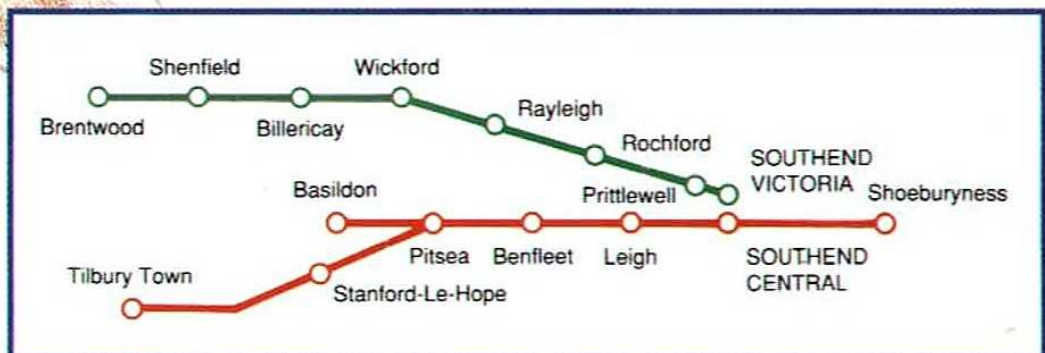 Shenfield
Wickford
Brentwood
Billericay
Rayleigh
Rochford
SOUTHEND
VICTORIA
Prittlewell
Basildon
Shoeburyness
Pitsea
Benfleet
Leigh
SOUTHEND
CENTRAL
Tilbury Town
Stanford-Le-Hope